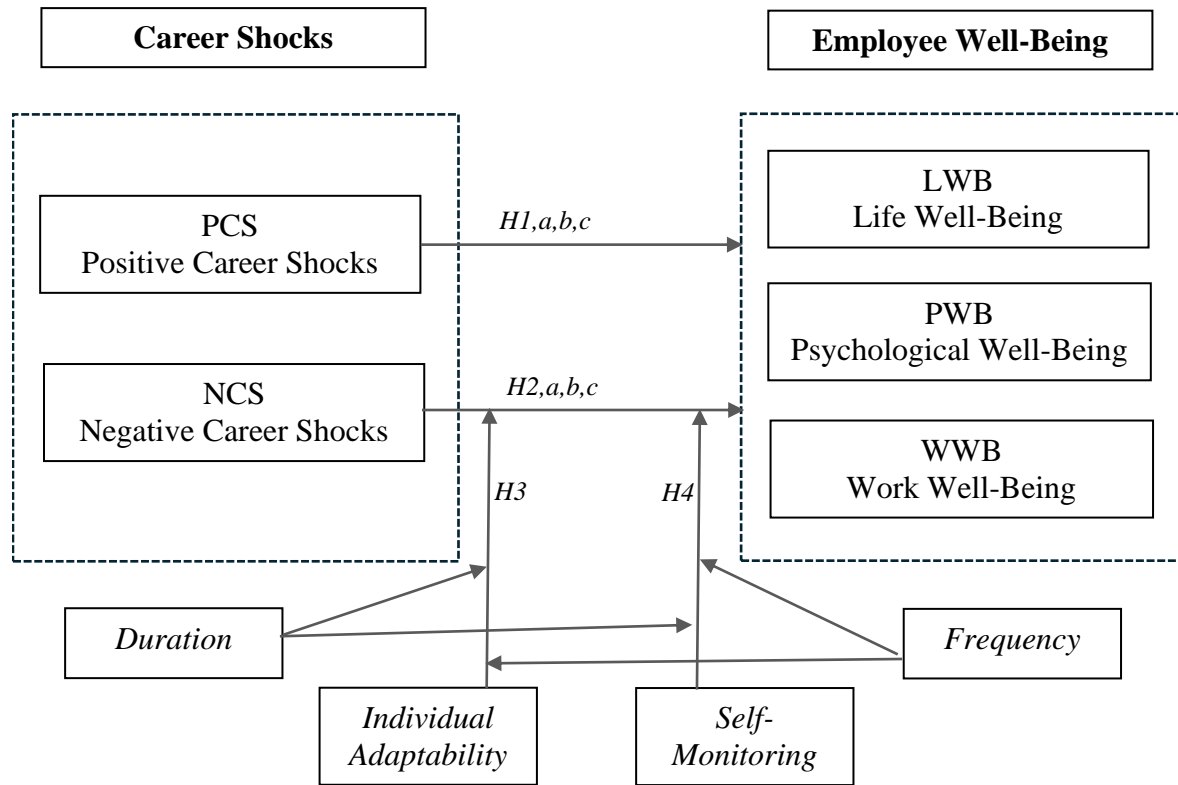 Career Shocks
Employee Well-Being
PCS
Positive Career Shocks
H1,a,b,c
LWB
Life Well-Being
PWB
Psychological Well-Being
NCS
Negative Career Shocks
H2,a,b,c
WWB
Work Well-Being
H3
H4
Duration
Frequency
Individual
Adaptability
Self-
Monitoring